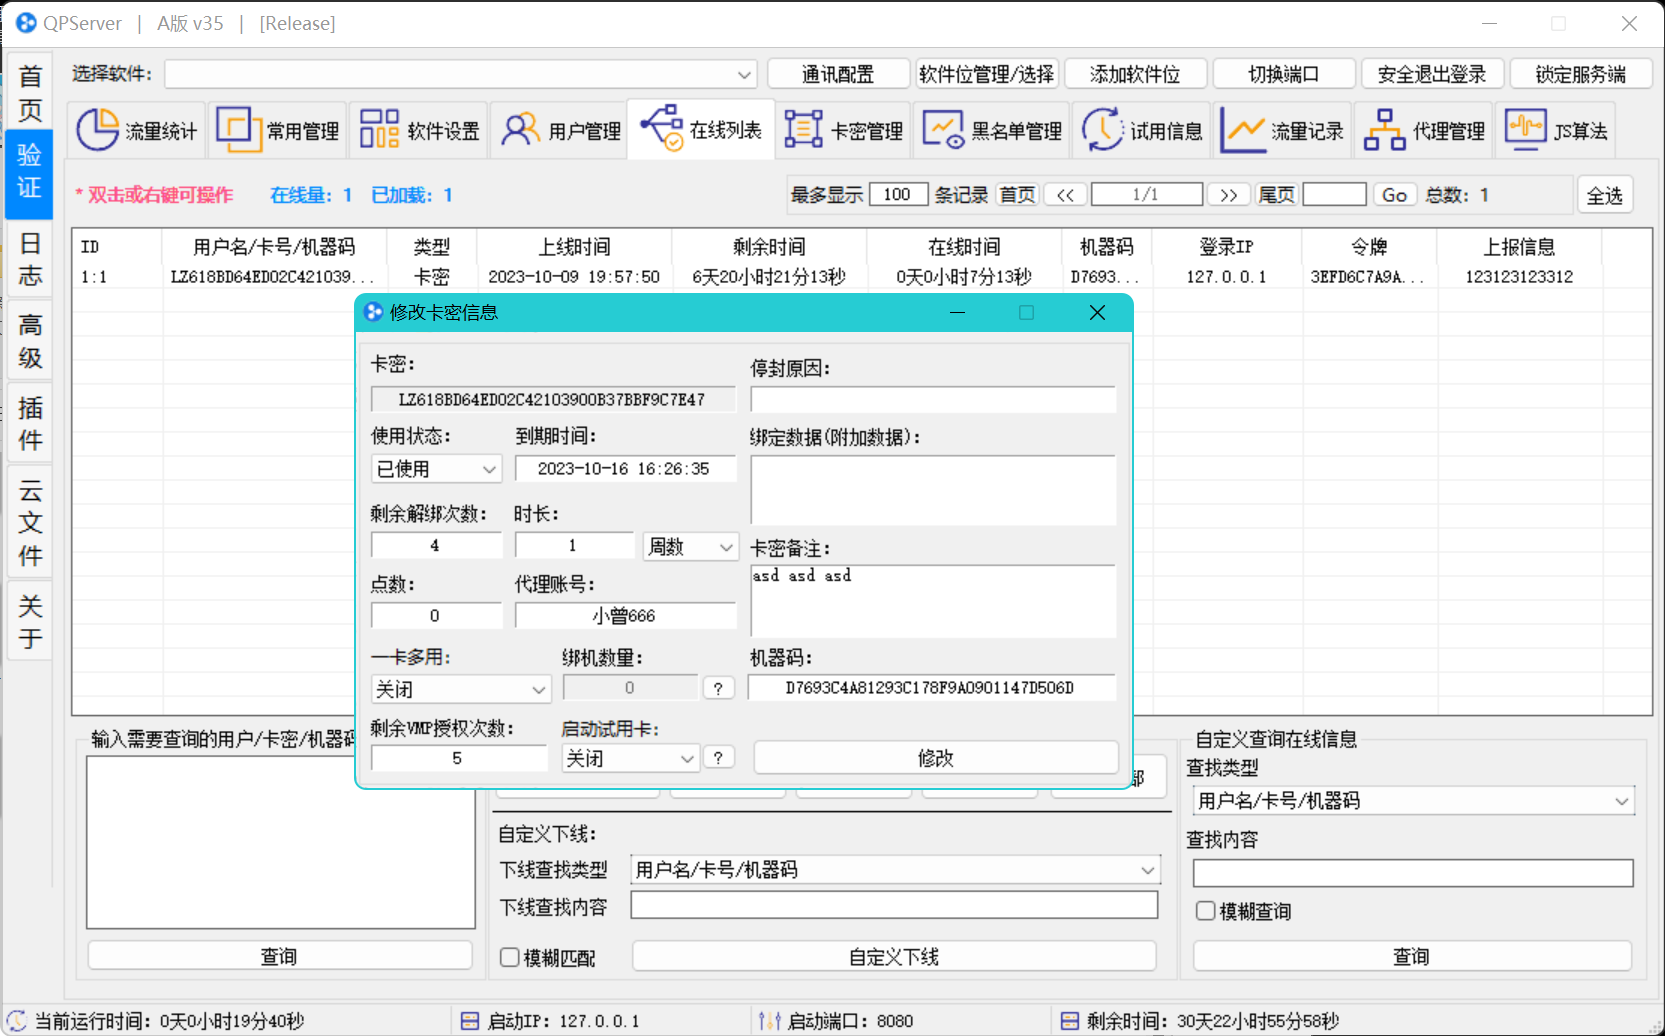 QPServer | A版 v35 | [Release]
选择软件：
通讯配置
软件位管理/选择
添加软件位
切换端口
安全退出登录
锁定服务端
首页
验证
日志
高级
插件
云文件
关于
流量统计
常用管理
软件设置
用户管理
在线列表
卡密管理
黑名单管理
试用信息
流量记录
代理管理
JS算法
* 双击或右键可操作 在线量：1 已加载：1
最多显示 100 条记录 首页 << 1/1 >> 尾页 Go 总数：1
全选
ID 用户名/卡号/机器码 类型 上线时间 剩余时间 在线时间 机器码 登录IP 令牌 上报信息
1:1 LZ618BD64ED02C421039... 卡密 2023-10-09 19:57:50 6天20小时21分13秒 0天0小时7分13秒 D7693... 127.0.0.1 3EFD6C7A9A... 123123123312
修改卡密信息
卡密：
LZ618BD64ED02C42103900B37BBF9C7E47
使用状态：
已使用
到期时间：
2023-10-16 16:26:35
剩余解绑次数：
4
时长：
1
周数
点数：
0
代理账号：
小曾666
一卡多用：
关闭
绑机数量：
0
?
剩余VMP授权次数：
5
启动试用卡：
关闭
?
停封原因：
绑定数据(附加数据)：
卡密备注：
asd asd asd
机器码：
D7693C4A81293C178F9A0901147D506D
修改
输入需要查询的用户/卡密/机器码
查询
部
自定义下线：
下线查找类型
用户名/卡号/机器码
下线查找内容
模糊匹配
自定义下线
自定义查询在线信息
查找类型
用户名/卡号/机器码
查找内容
模糊查询
查询
当前运行时间：0天0小时19分40秒
启动IP：127.0.0.1
启动端口：8080
剩余时间：30天22小时55分58秒